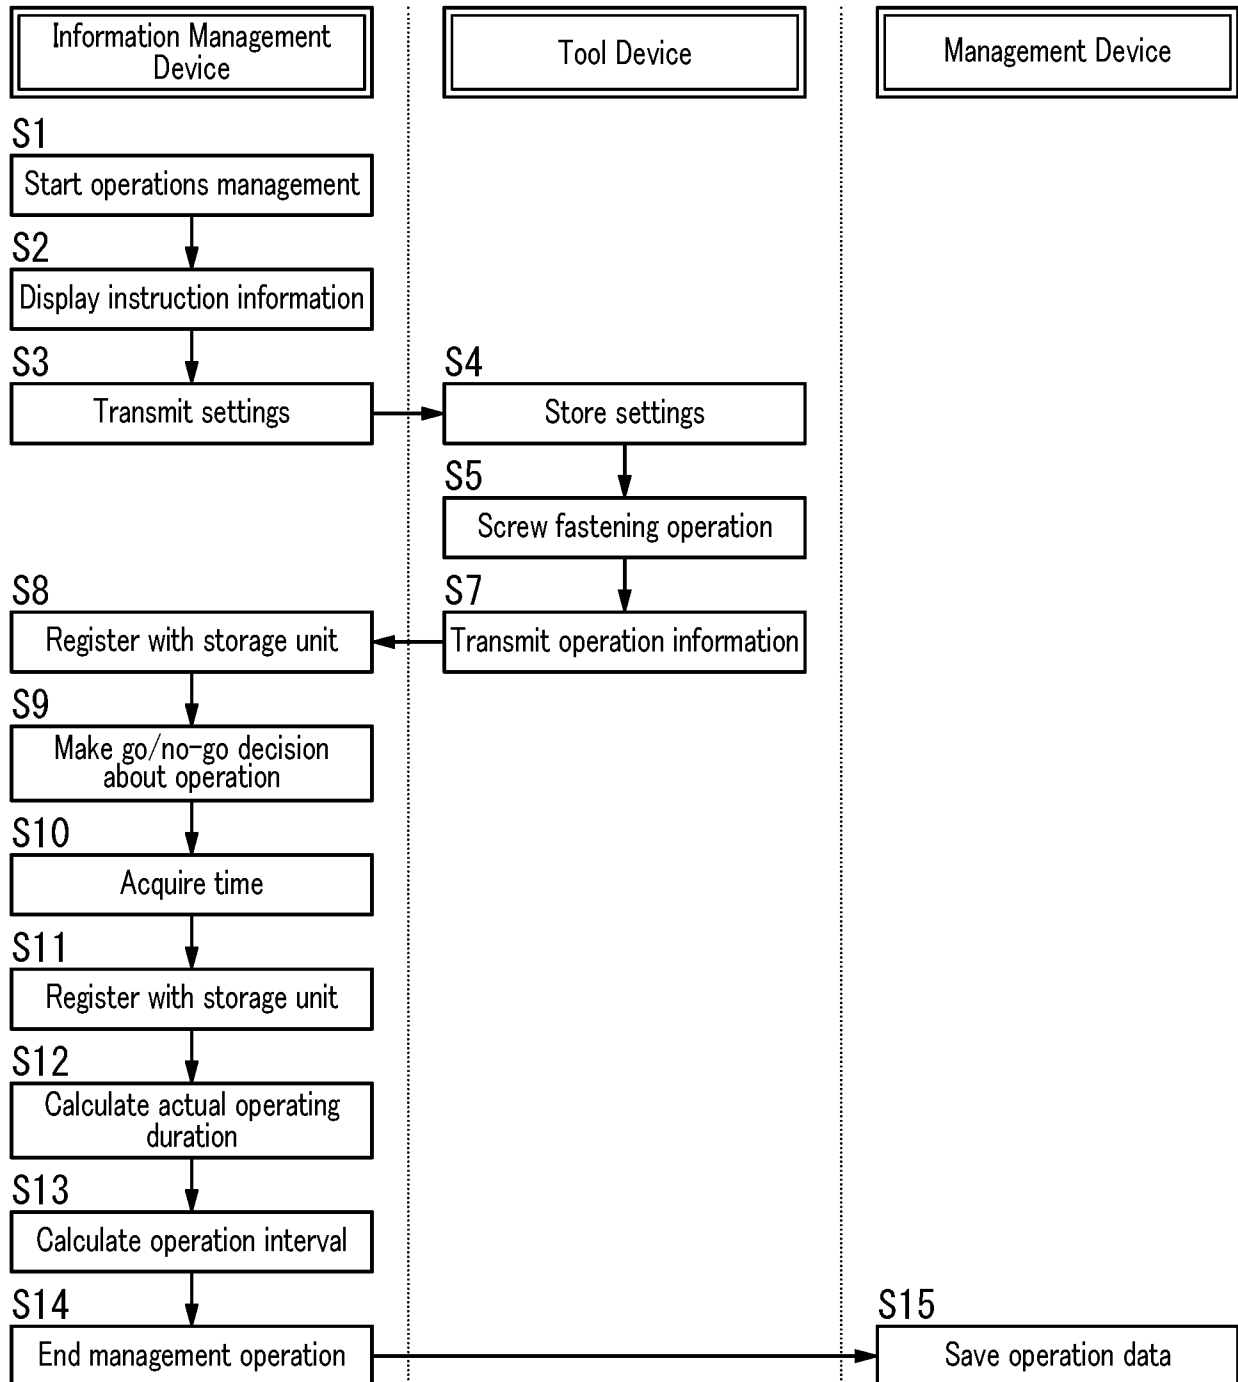 Information Management
Device
Tool Device
Management Device
S1
Start operations management
S2
Display instruction information
S3
Transmit settings
S4
Store settings
S5
Screw fastening operation
S7
Transmit operation information
S8
Register with storage unit
S9
Make go/no-go decision
about operation
S10
Acquire time
S11
Register with storage unit
S12
Calculate actual operating
duration
S13
Calculate operation interval
S14
End management operation
S15
Save operation data